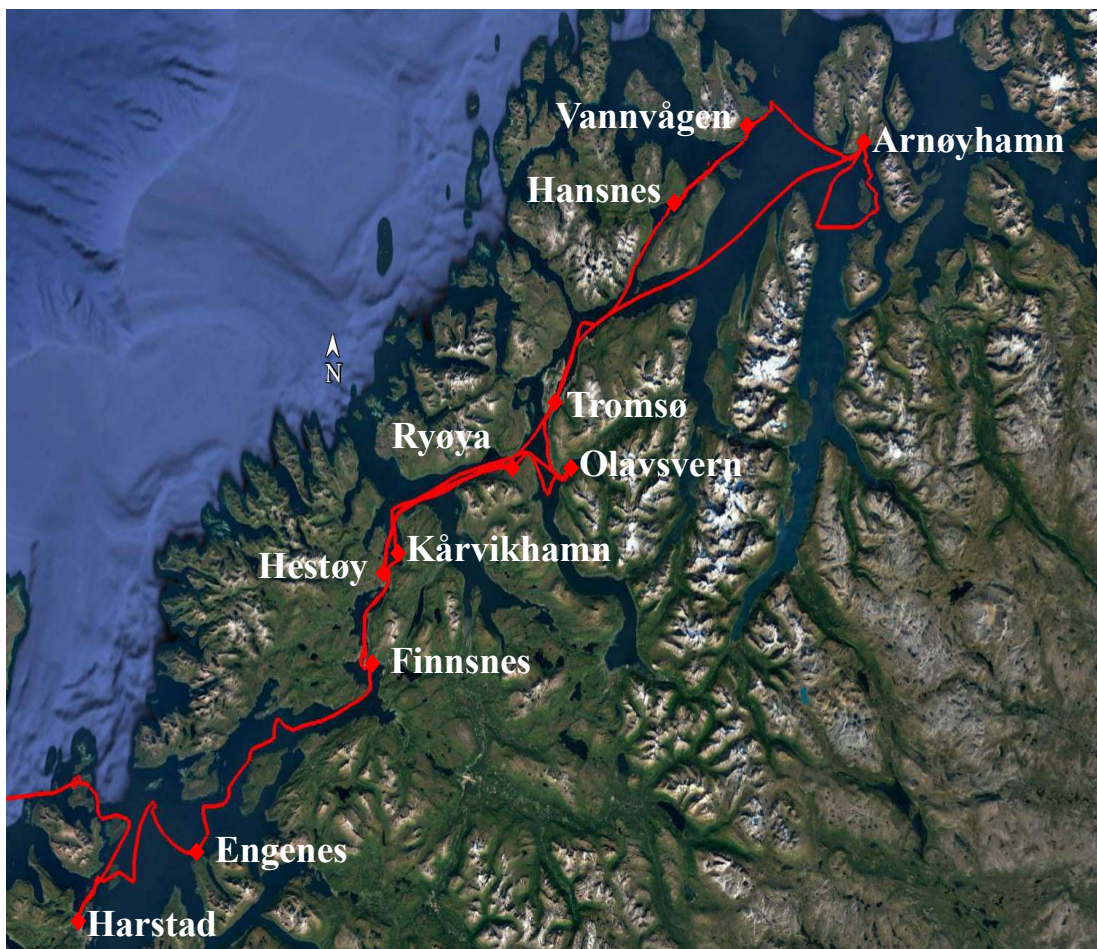 Vannvågen
Arnøyhamn
Hansnes
N
Tromsø
Ryøya
Olavsvern
Kårvikhamn
Hestøy
Finnsnes
Engenes
Harstad